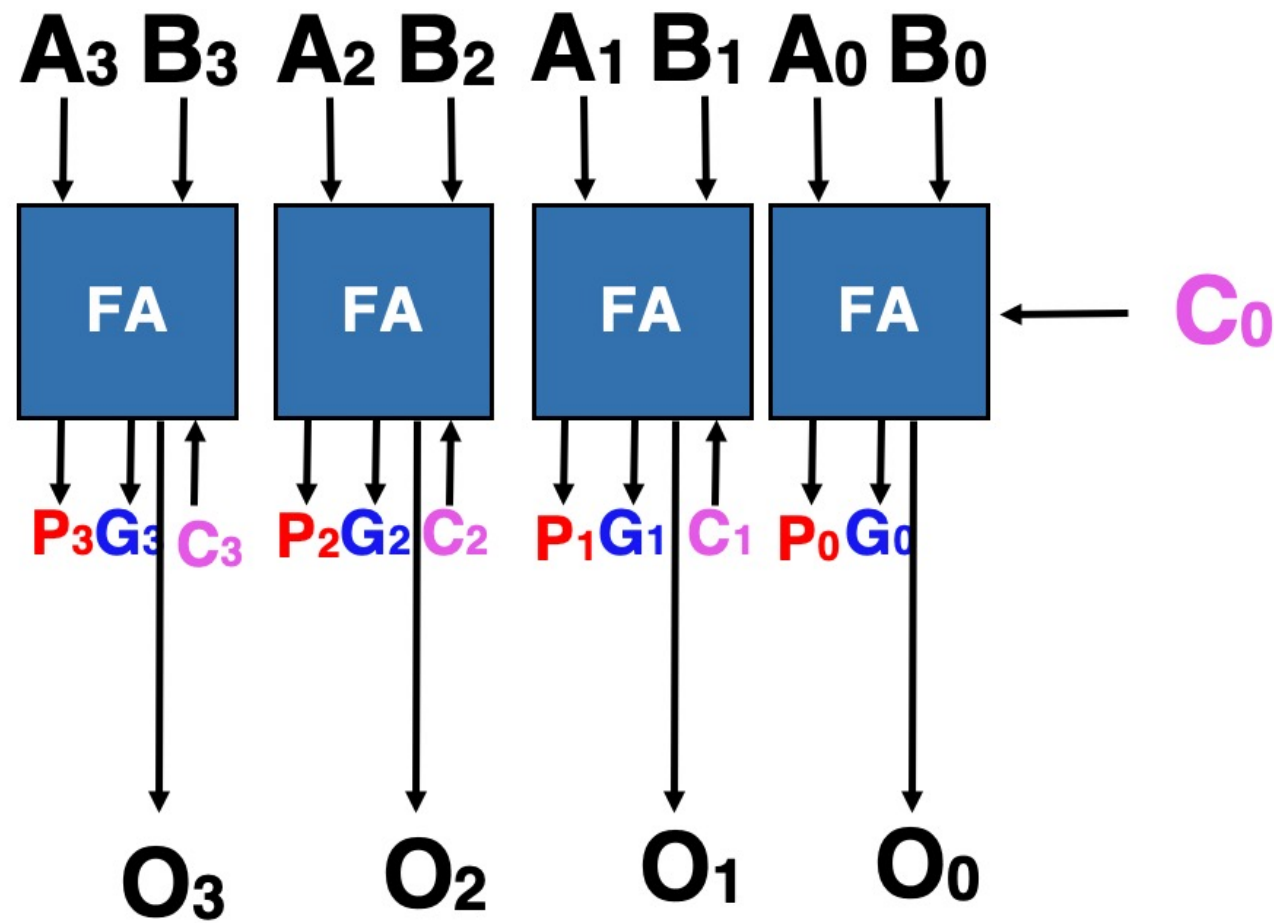 A3 B3 A2 B2 A1 B1 A0 B0
FA FA FA FA C0
P3 G3 C3 P2 G2 C2 P1 G1 C1 P0 G0
O3 O2 O1 O0